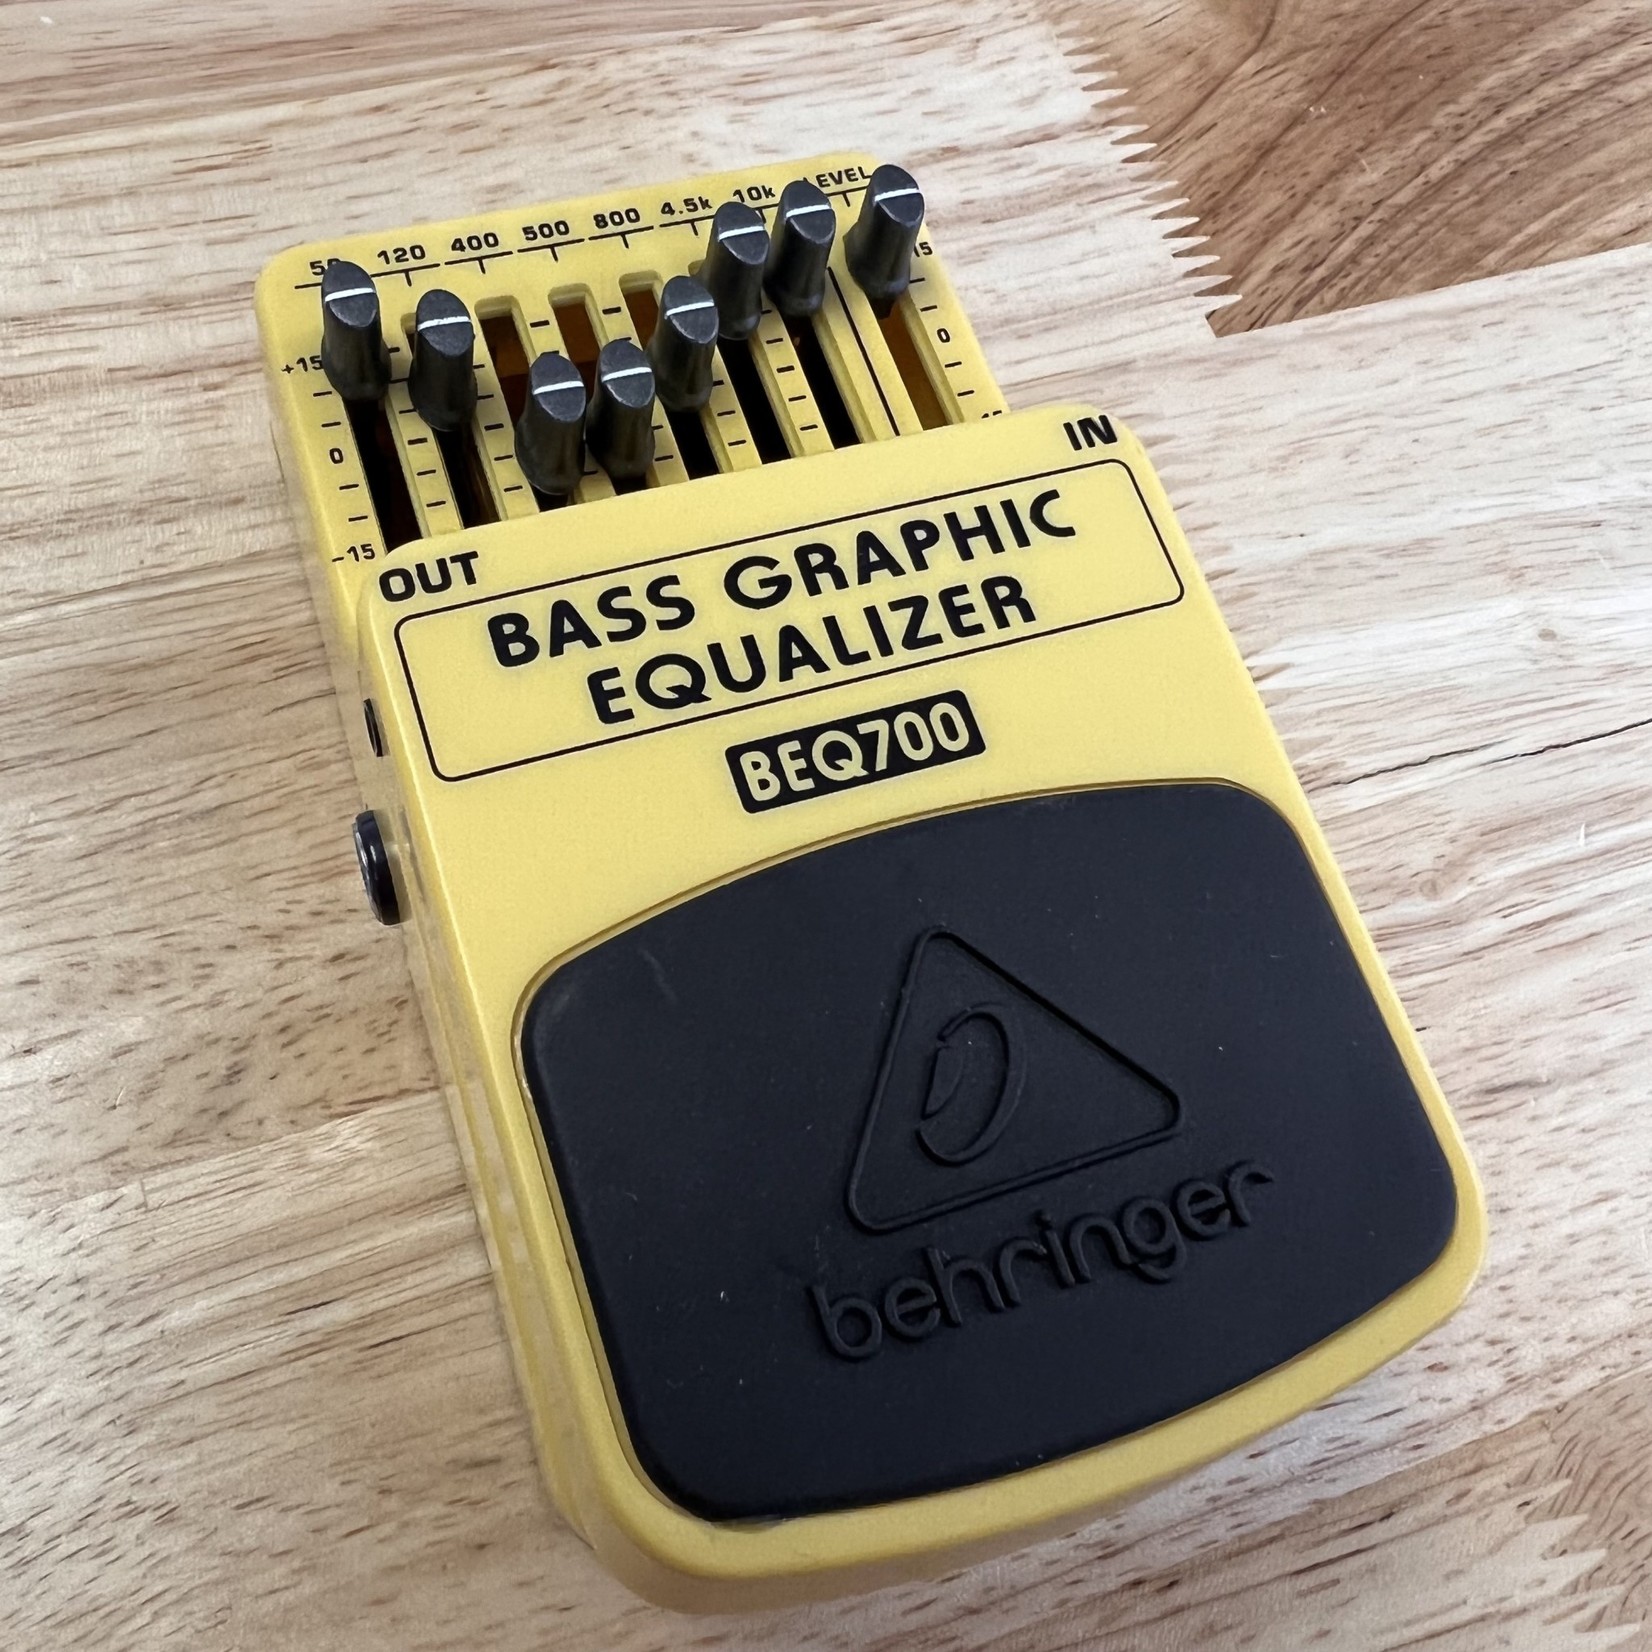 50 120 400 500 800 4.5k 10k LEVEL
+15 15
0 0
-15 15
OUT IN
BASS GRAPHIC
EQUALIZER
BEQ700
behringer